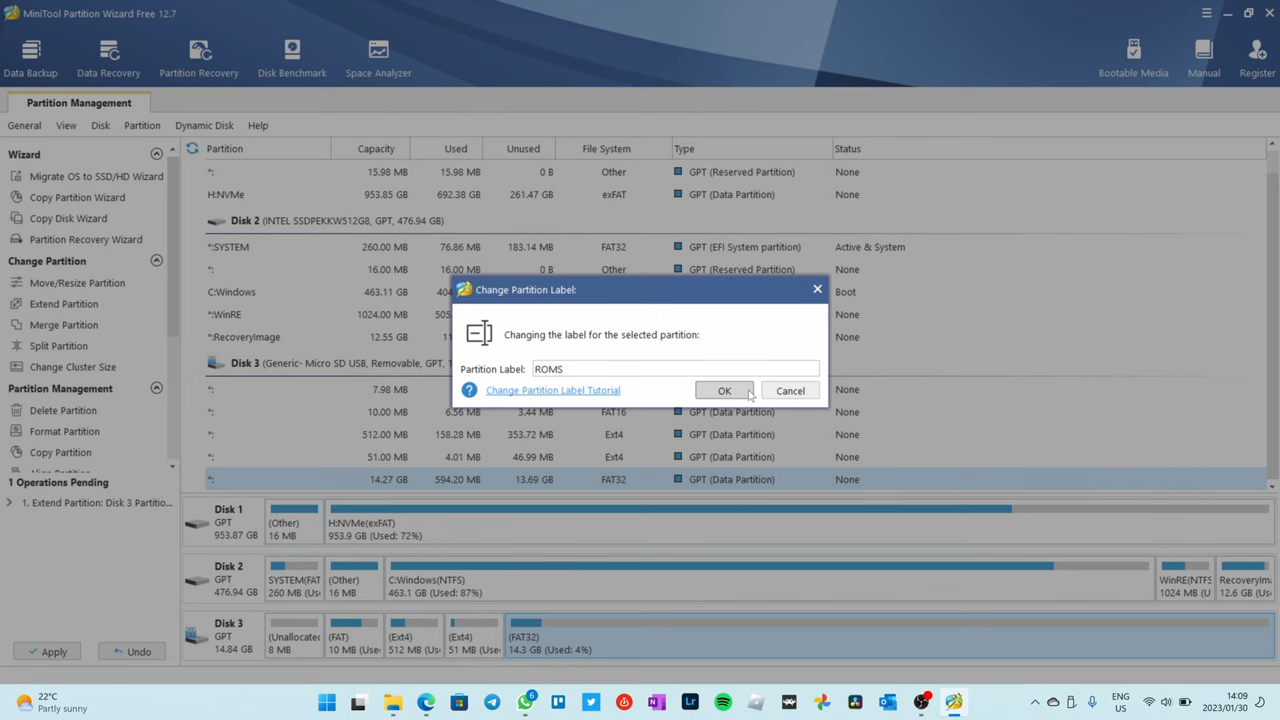 MiniTool Partition Wizard Free 12.7
Data Backup Data Recovery Partition Recovery Disk Benchmark Space Analyzer Bootable Media Manual Register
Partition Management
General View Disk Partition Dynamic Disk Help
Wizard
Migrate OS to SSD/HD Wizard
Copy Partition Wizard
Copy Disk Wizard
Partition Recovery Wizard
Change Partition
Move/Resize Partition
Extend Partition
Merge Partition
Split Partition
Change Cluster Size
Partition Management
Delete Partition
Format Partition
Copy Partition
1 Operations Pending
1. Extend Partition: Disk 3 Partitio...
Apply Undo
Partition Capacity Used Unused File System Type Status
*: 15.98 MB 15.98 MB 0 B Other GPT (Reserved Partition) None
H:NVMe 953.85 GB 692.38 GB 261.47 GB exFAT GPT (Data Partition) None
Disk 2 (INTEL SSDPEKKW512G8, GPT, 476.94 GB)
*:SYSTEM 260.00 MB 76.86 MB 183.14 MB FAT32 GPT (EFI System partition) Active & System
*: 16.00 MB 16.00 MB 0 B Other GPT (Reserved Partition) None
C:Windows 463.11 GB 404 Boot
*:WinRE 1024.00 MB 505. None
*:RecoveryImage 12.55 GB 11. None
Disk 3 (Generic- Micro SD USB, Removable, GPT, 1
*: 7.98 MB None
*: 10.00 MB 6.56 MB 3.44 MB FAT16 GPT (Data Partition) None
*: 512.00 MB 158.28 MB 353.72 MB Ext4 GPT (Data Partition) None
*: 51.00 MB 4.01 MB 46.99 MB Ext4 GPT (Data Partition) None
*: 14.27 GB 594.20 MB 13.69 GB FAT32 GPT (Data Partition) None
Change Partition Label:
Changing the label for the selected partition:
Partition Label: ROMS
? Change Partition Label Tutorial OK Cancel
Disk 1
GPT
953.87 GB
(Other)
16 MB
H:NVMe(exFAT)
953.9 GB (Used: 72%)
Disk 2
GPT
476.94 GB
SYSTEM(FAT
260 MB (Us
(Other)
16 MB
C:Windows(NTFS)
463.1 GB (Used: 87%)
WinRE(NTFS
1024 MB (U
RecoveryIm
12.6 GB (Us
Disk 3
GPT
14.84 GB
(Unallocated
8 MB
(FAT)
10 MB (Use
(Ext4)
512 MB (Us
(Ext4)
51 MB (Use
(FAT32)
14.3 GB (Used: 4%)
22°C
Partly sunny
6
ENG
US
14:09
2023/01/30